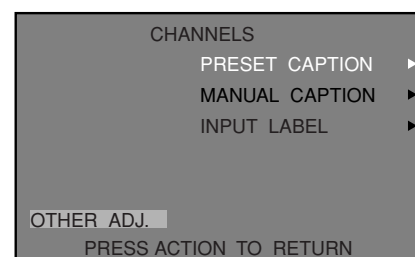 CHANNELS
PRESET CAPTION
MANUAL CAPTION
INPUT LABEL
OTHER ADJ.
PRESS ACTION TO RETURN